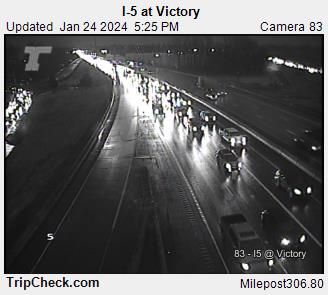 I-5 at Victory
Updated Jan 24 2024 5:25 PM Camera 83
T
S
83 - I5 @ Victory
TripCheck.com Milepost306.80